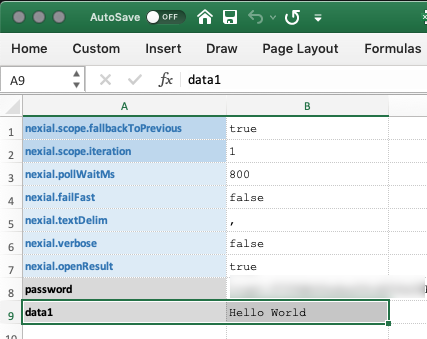 AutoSave OFF
Home Custom Insert Draw Page Layout Formulas
A9 fx data1
A B
1 nexial.scope.fallbackToPrevious true
2 nexial.scope.iteration 1
3 nexial.pollWaitMs 800
4 nexial.failFast false
5 nexial.textDelim ,
6 nexial.verbose false
7 nexial.openResult true
8 password
9 data1 Hello World
10